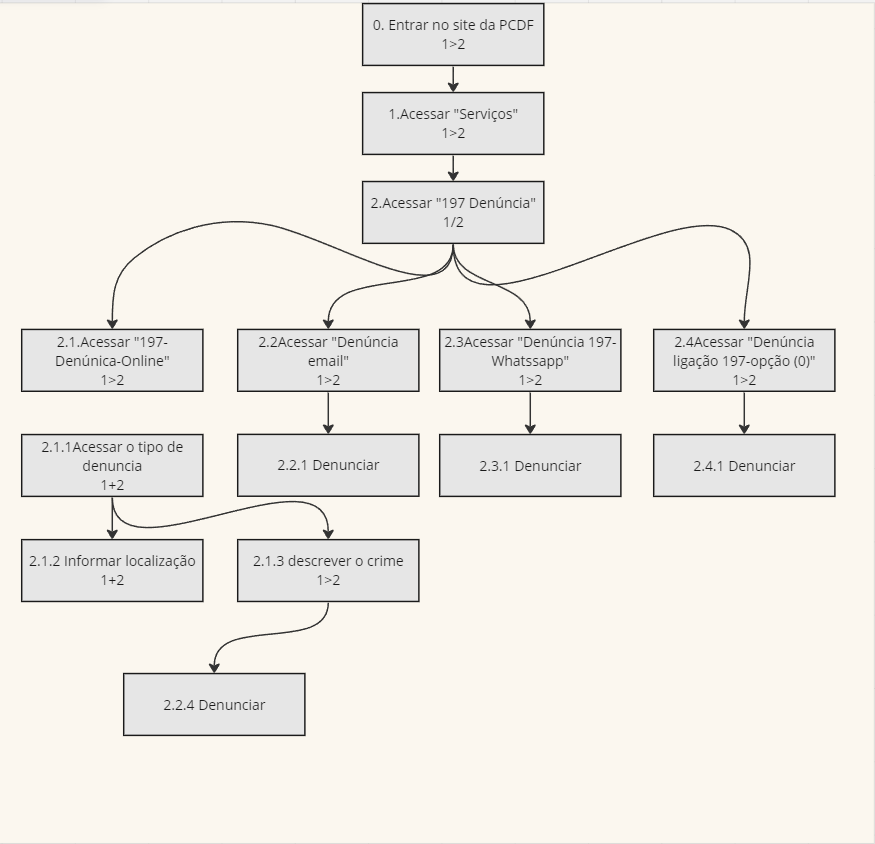 0. Entrar no site da PCDF
1>2
1.Acessar "Serviços"
1>2
2.Acessar "197 Denúncia"
1/2
2.1.Acessar "197-
Denúnica-Online"
1>2
2.2Acessar "Denúncia
email"
1>2
2.3Acessar "Denúncia 197-
Whatssapp"
1>2
2.4Acessar "Denúncia
ligação 197-opção (0)"
1>2
2.1.1Acessar o tipo de
denuncia
1+2
2.2.1 Denunciar
2.3.1 Denunciar
2.4.1 Denunciar
2.1.2 Informar localização
1+2
2.1.3 descrever o crime
1>2
2.2.4 Denunciar